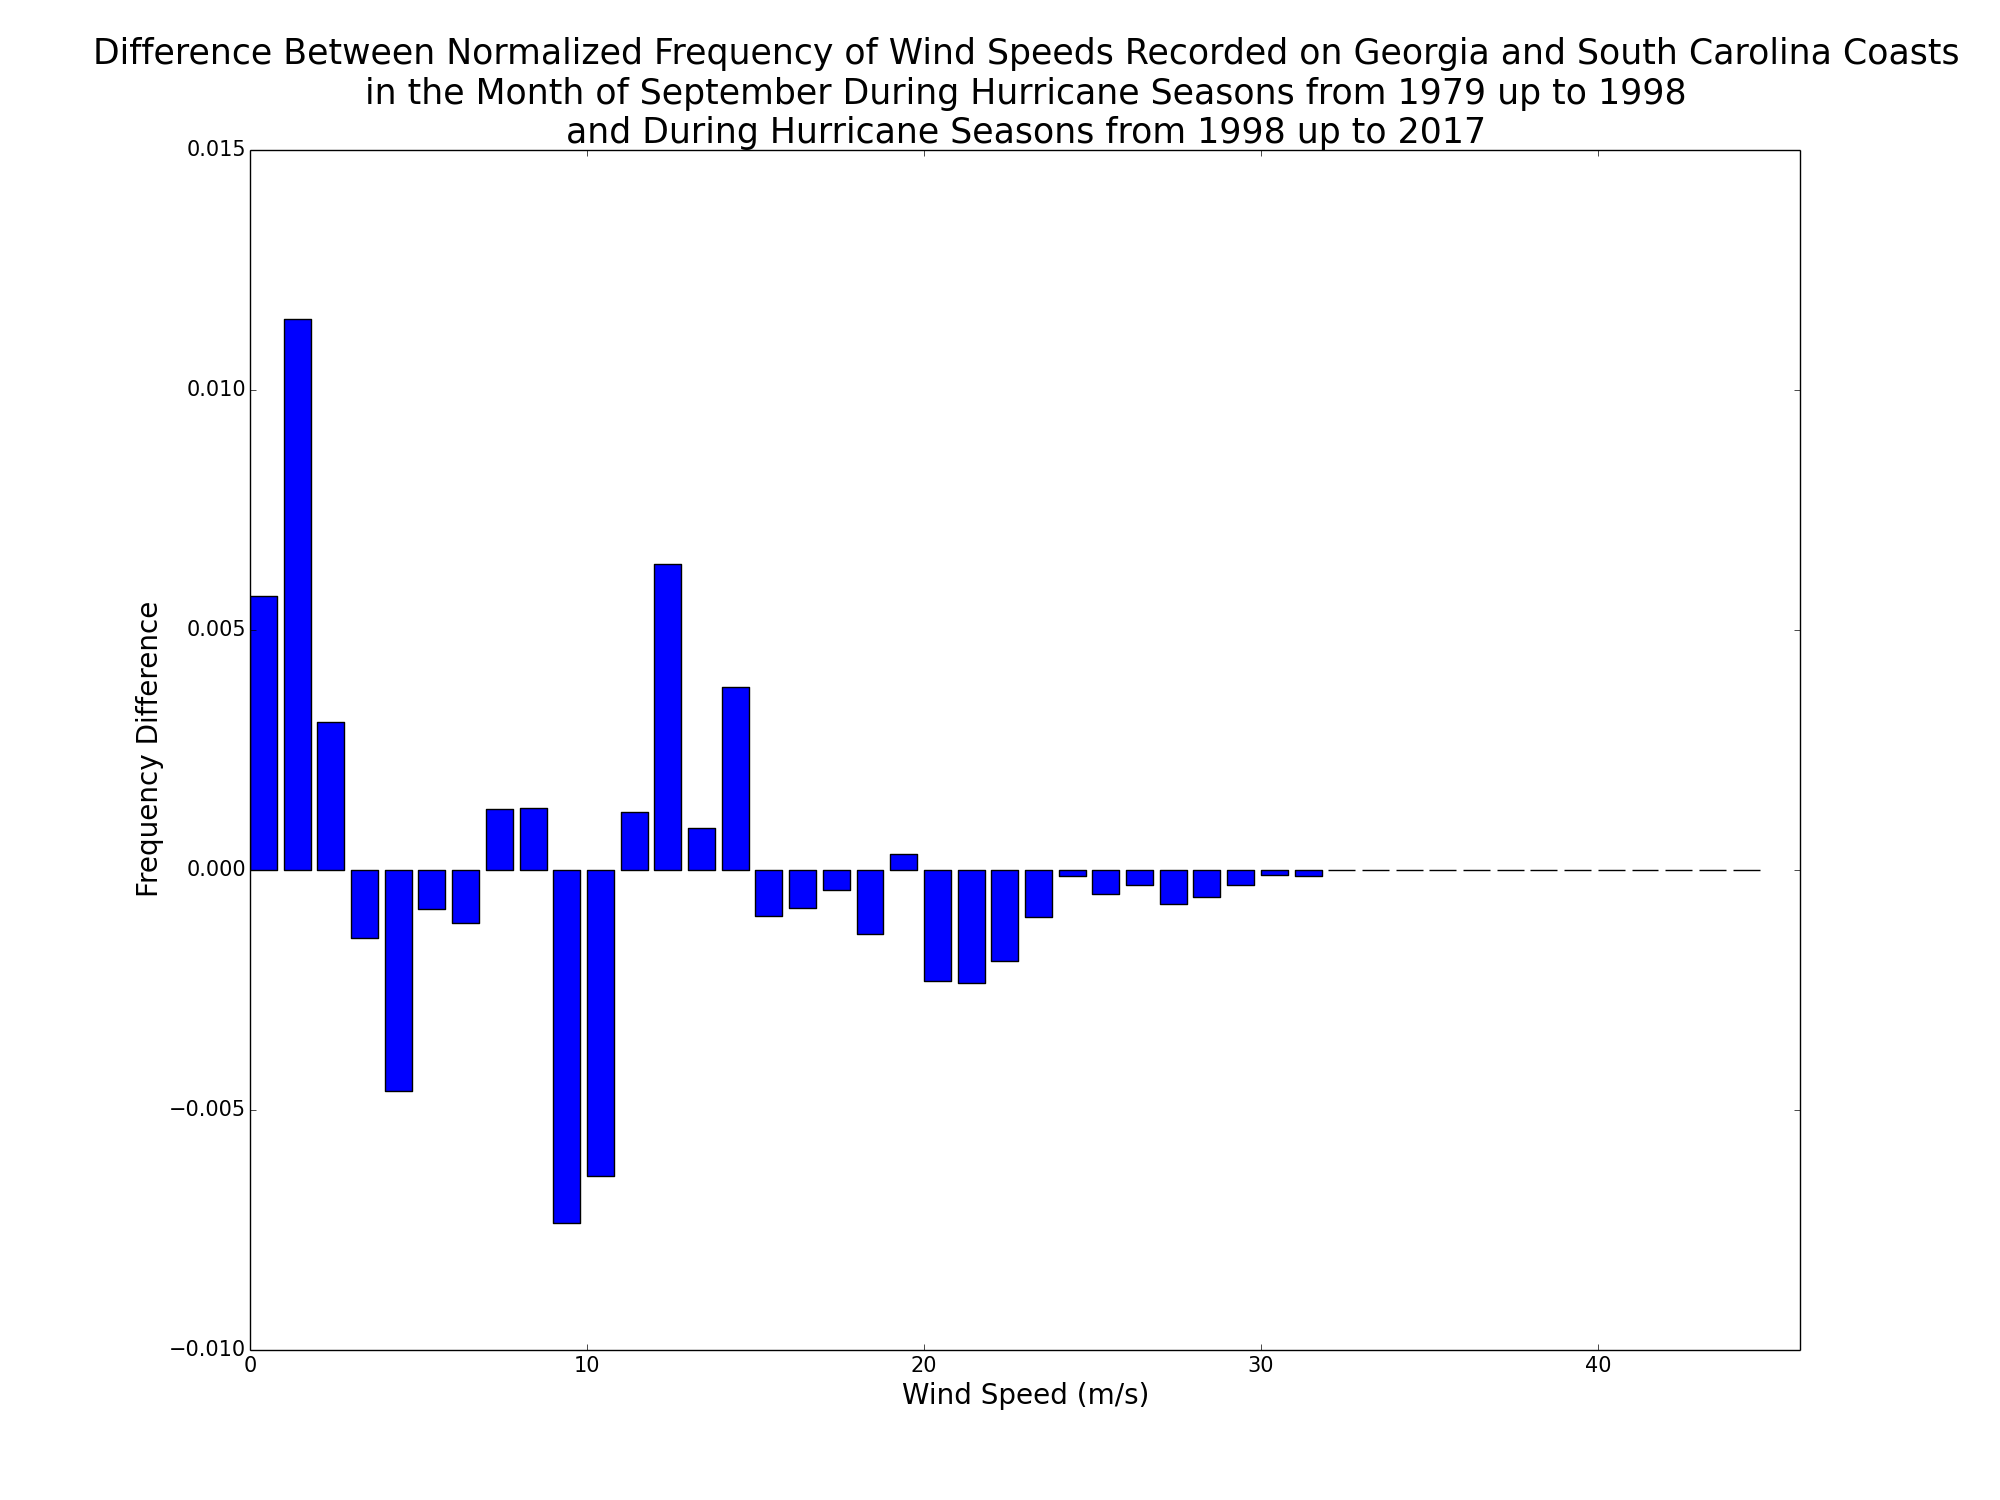 Difference Between Normalized Frequency of Wind Speeds Recorded on Georgia and South Carolina Coasts
in the Month of September During Hurricane Seasons from 1979 up to 1998
and During Hurricane Seasons from 1998 up to 2017
0.015
0.010
0.005
0.000
−0.005
−0.010
Frequency Difference
0 10 20 30 40
Wind Speed (m/s)